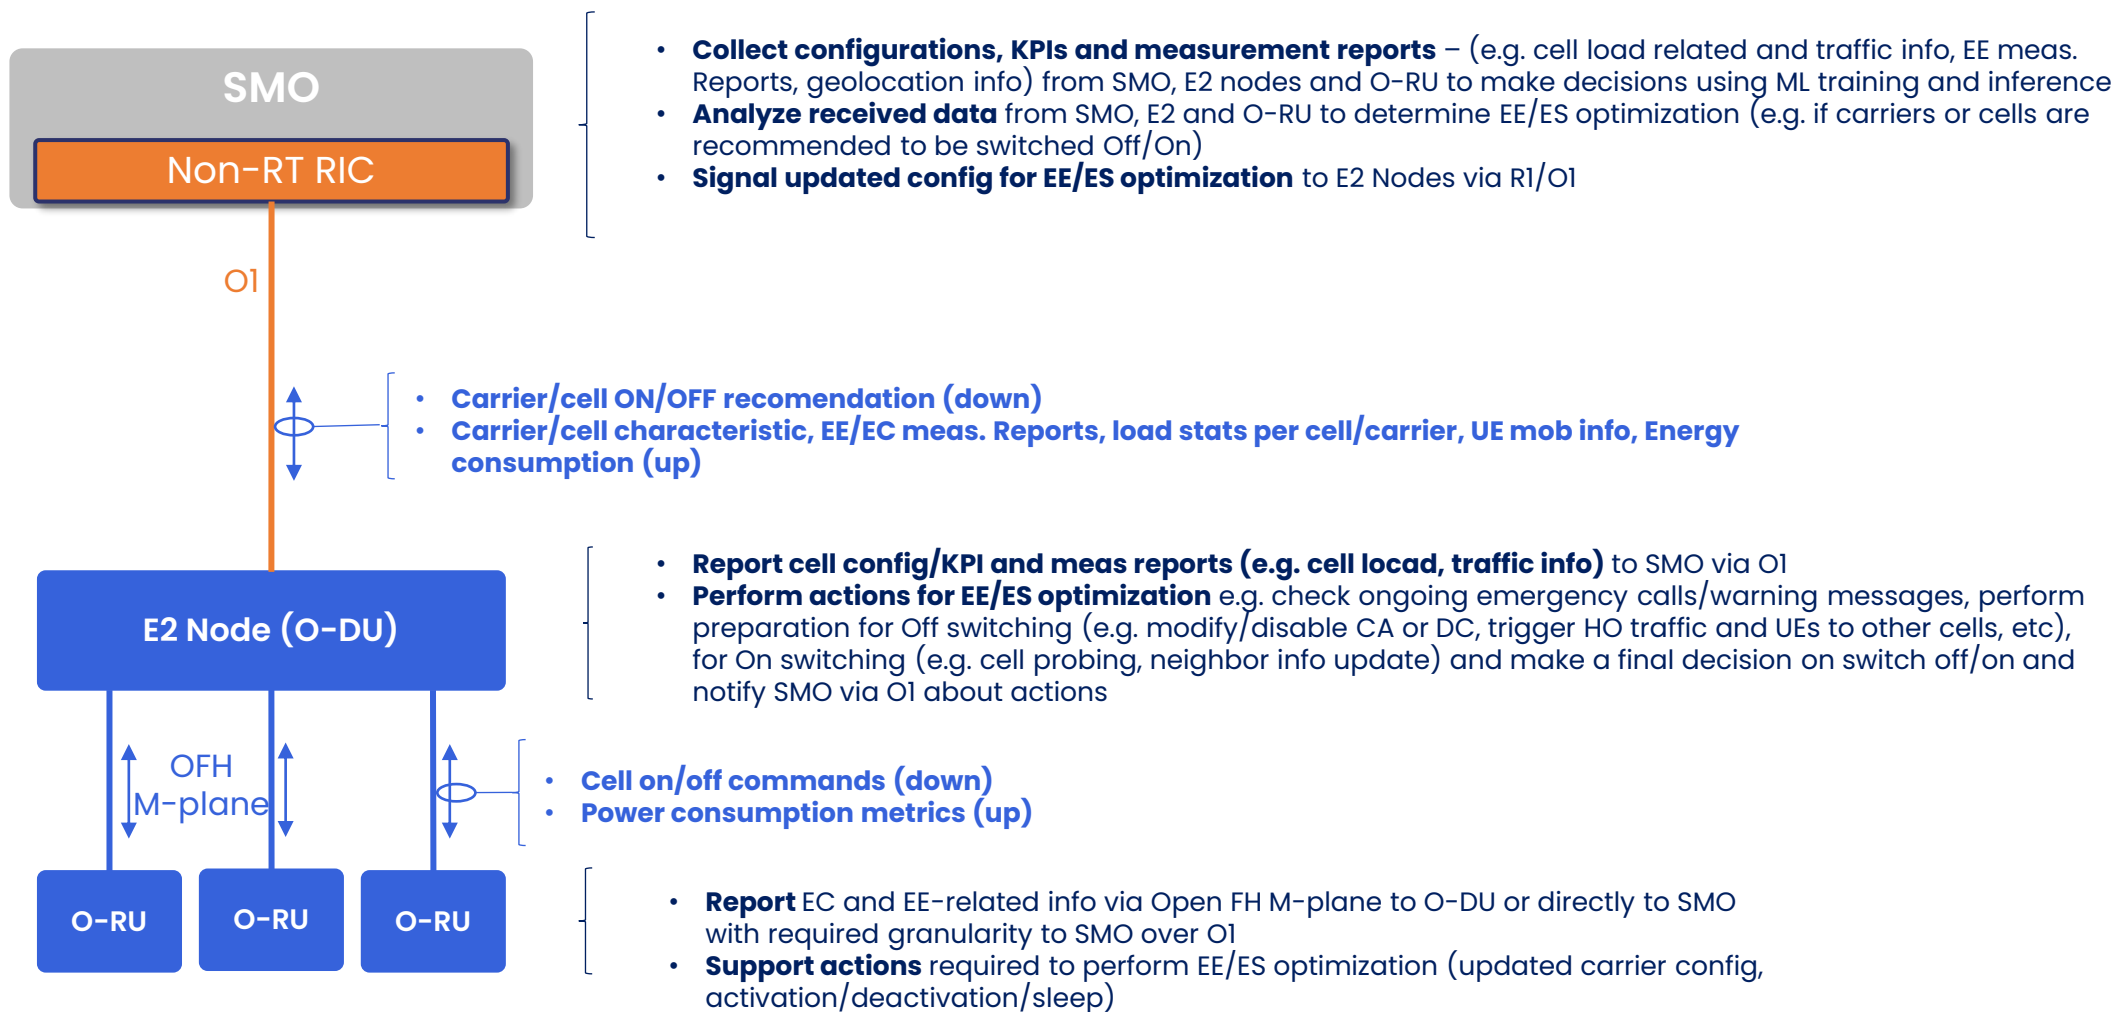 SMO
Non-RT RIC
• Collect configurations, KPIs and measurement reports – (e.g. cell load related and traffic info, EE meas.
Reports, geolocation info) from SMO, E2 nodes and O-RU to make decisions using ML training and inference
• Analyze received data from SMO, E2 and O-RU to determine EE/ES optimization (e.g. if carriers or cells are
recommended to be switched Off/On)
• Signal updated config for EE/ES optimization to E2 Nodes via R1/O1
O1
• Carrier/cell ON/OFF recomendation (down)
• Carrier/cell characteristic, EE/EC meas. Reports, load stats per cell/carrier, UE mob info, Energy
consumption (up)
E2 Node (O-DU)
• Report cell config/KPI and meas reports (e.g. cell locad, traffic info) to SMO via O1
• Perform actions for EE/ES optimization e.g. check ongoing emergency calls/warning messages, perform
preparation for Off switching (e.g. modify/disable CA or DC, trigger HO traffic and UEs to other cells, etc),
for On switching (e.g. cell probing, neighbor info update) and make a final decision on switch off/on and
notify SMO via O1 about actions
OFH
M-plane
• Cell on/off commands (down)
• Power consumption metrics (up)
O-RU
O-RU
O-RU
• Report EC and EE-related info via Open FH M-plane to O-DU or directly to SMO
with required granularity to SMO over O1
• Support actions required to perform EE/ES optimization (updated carrier config,
activation/deactivation/sleep)